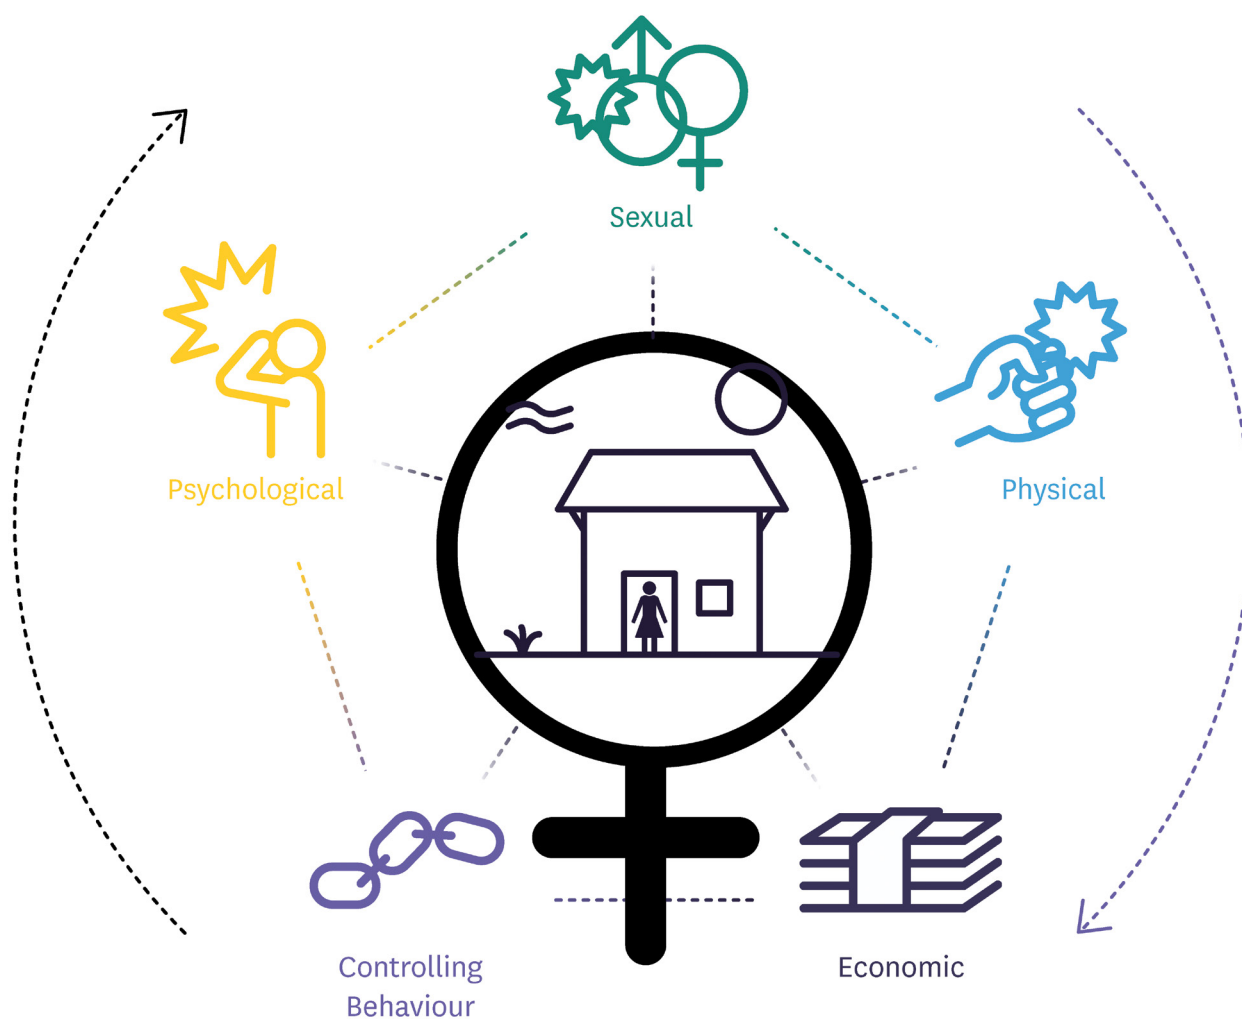 Sexual
Psychological
Physical
Controlling
Behaviour
Economic